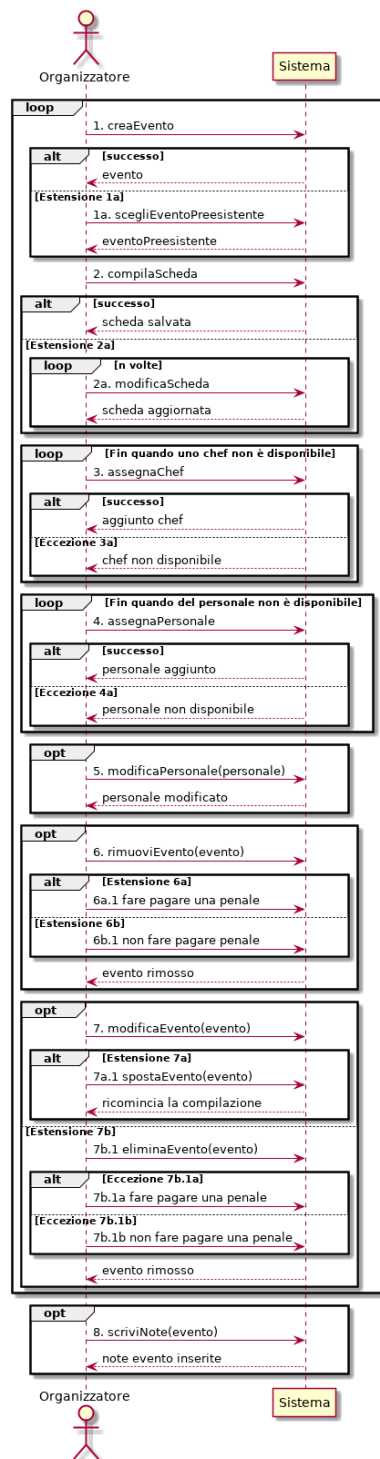 Organizzatore
Sistema
loop
1. creaEvento
alt [successo]
evento
[Estensione 1a]
1a. scegliEventoPreesistente
eventoPreesistente
2. compilaScheda
alt [successo]
scheda salvata
[Estensione 2a]
loop [n volte]
2a. modificaScheda
scheda aggiornata
loop [Fin quando uno chef non è disponibile]
3. assegnaChef
alt [successo]
aggiunto chef
[Eccezione 3a]
chef non disponibile
loop [Fin quando del personale non è disponibile]
4. assegnaPersonale
alt [successo]
personale aggiunto
[Eccezione 4a]
personale non disponibile
opt
5. modificaPersonale(personale)
personale modificato
opt
6. rimuoviEvento(evento)
alt [Estensione 6a]
6a.1 fare pagare una penale
[Estensione 6b]
6b.1 non fare pagare penale
evento rimosso
opt
7. modificaEvento(evento)
alt [Estensione 7a]
7a.1 spostaEvento(evento)
ricomincia la compilazione
[Estensione 7b]
7b.1 eliminaEvento(evento)
alt [Eccezione 7b.1a]
7b.1a fare pagare una penale
[Eccezione 7b.1b]
7b.1b non fare pagare una penale
evento rimosso
opt
8. scriviNote(evento)
note evento inserite
Organizzatore
Sistema